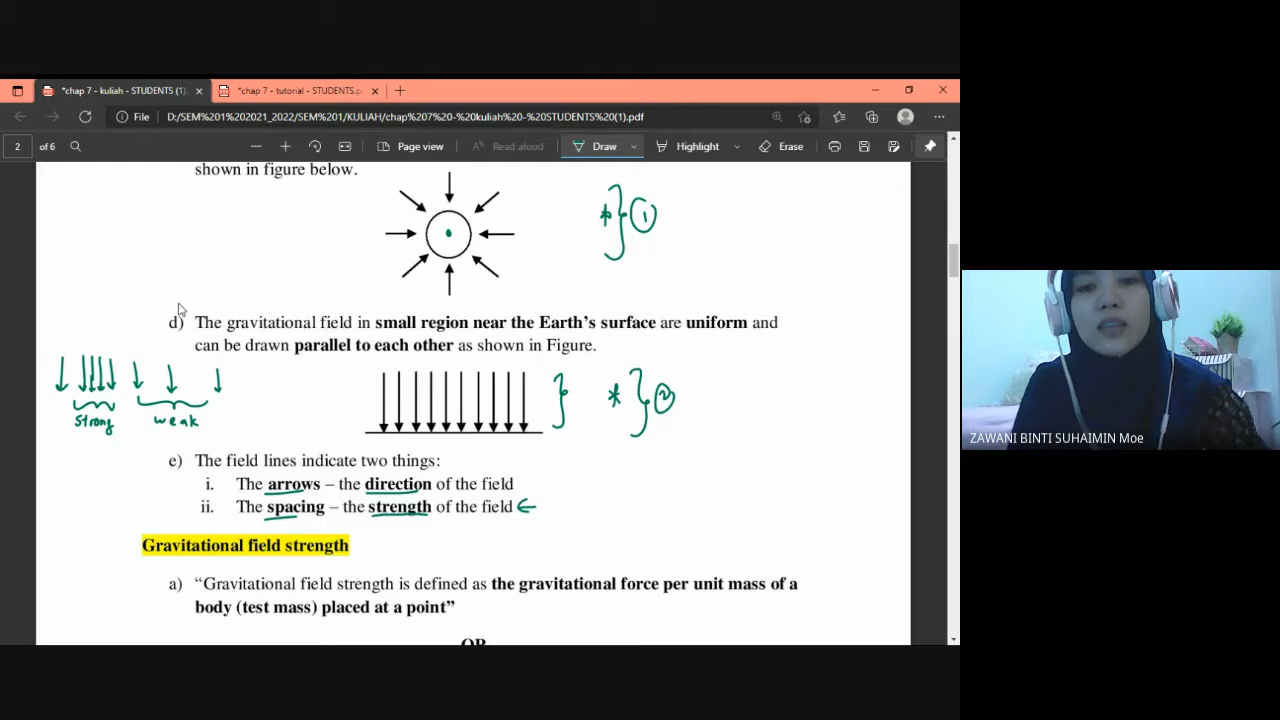 *chap 7 - kuliah - STUDENTS (1).
*chap 7 - tutorial - STUDENTS.p
File
D:/SEM%201%202021_2022/SEM%201/KULIAH/chap%207%20-%20kuliah%20-%20STUDENTS%20(1).pdf
2 of 6
Page view
Read aloud
Draw
Highlight
Erase
shown in figure below.
* } 1
d) The gravitational field in small region near the Earth's surface are uniform and
can be drawn parallel to each other as shown in Figure.
strong weak
} * } 2
e) The field lines indicate two things:
i. The arrows – the direction of the field
ii. The spacing – the strength of the field
Gravitational field strength
a) “Gravitational field strength is defined as the gravitational force per unit mass of a
body (test mass) placed at a point”
OR
ZAWANI BINTI SUHAIMIN Moe